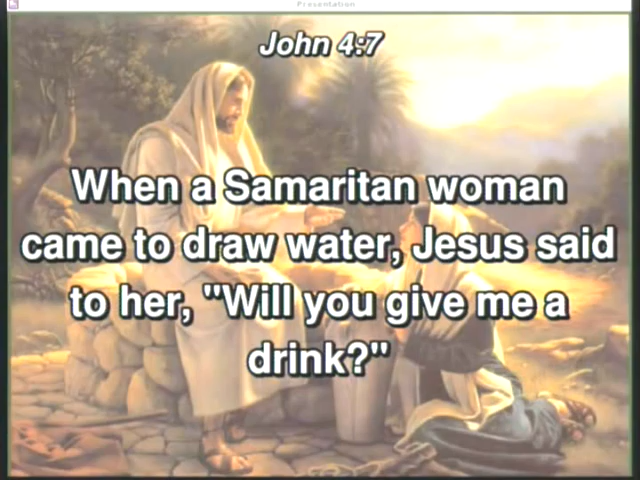 Presentation
John 4:7
When a Samaritan woman
came to draw water, Jesus said
to her, "Will you give me a
drink?"